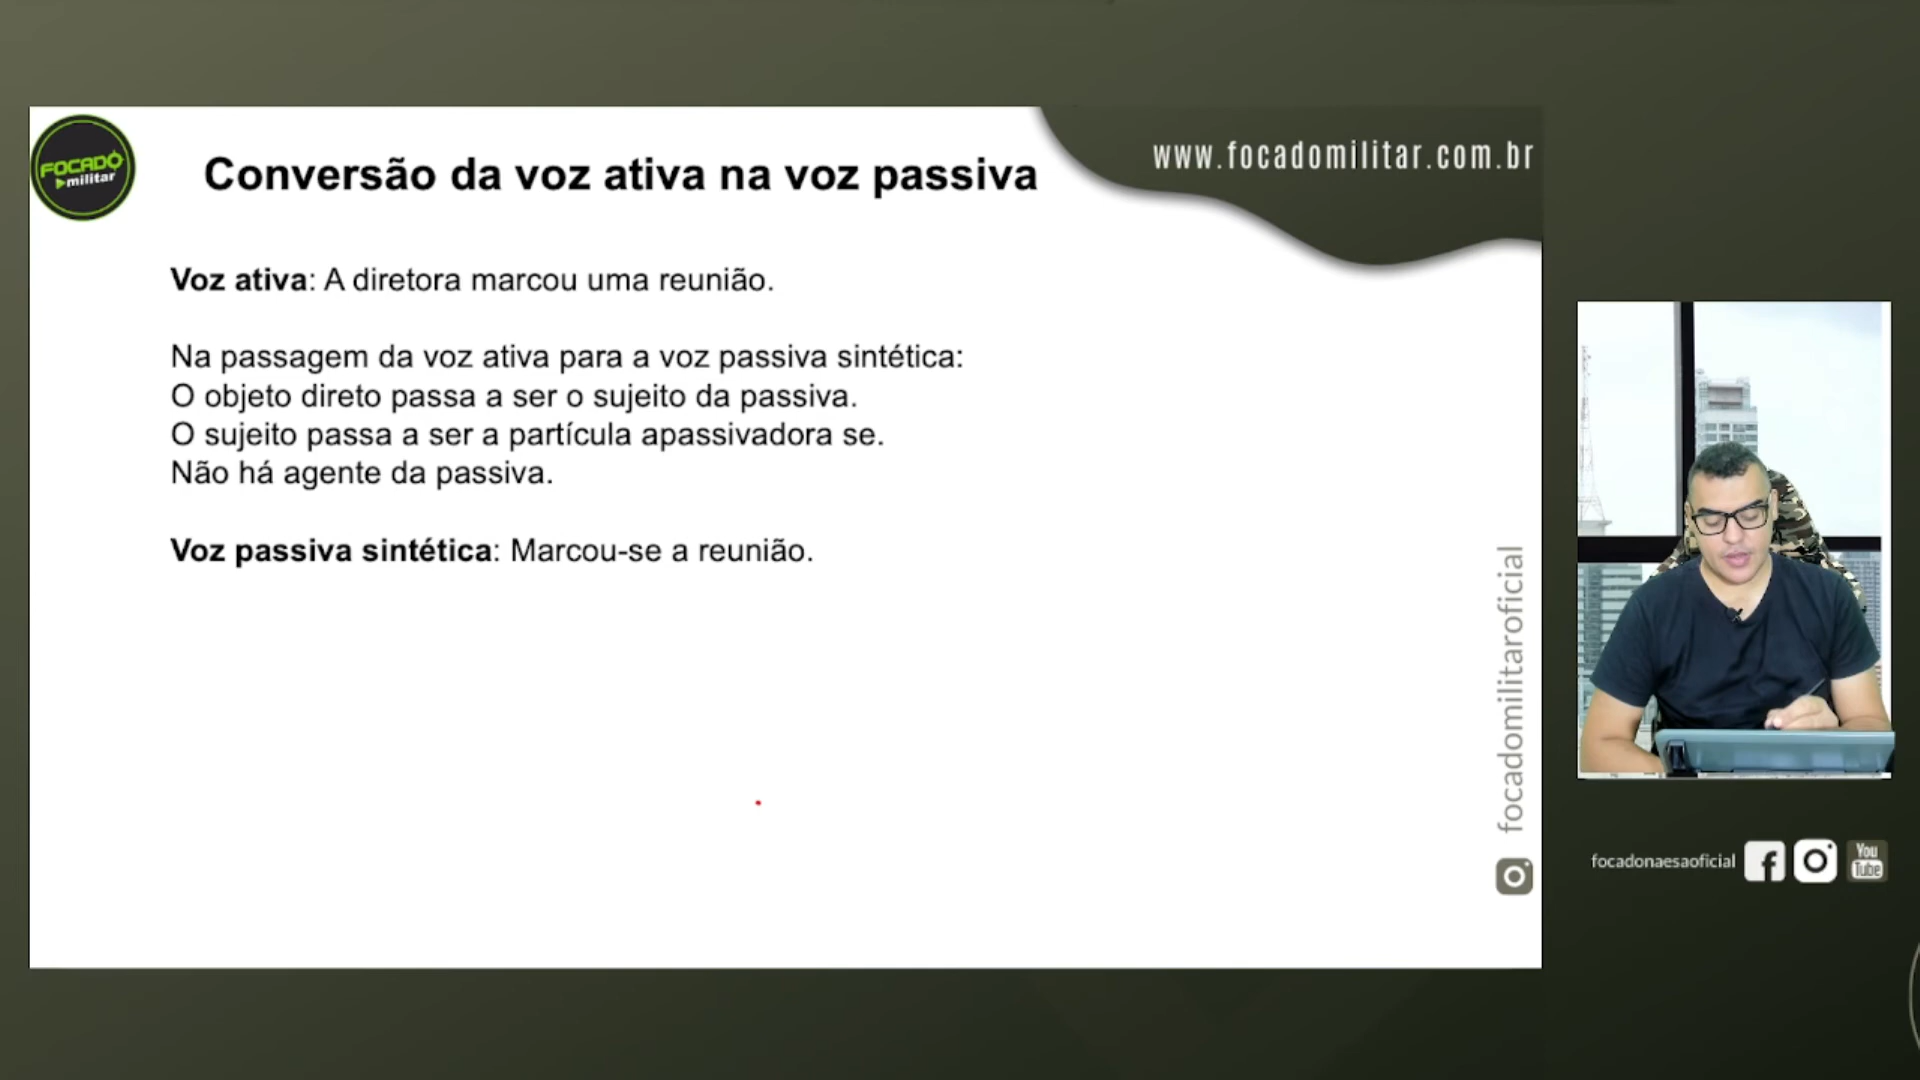 FOCADO
militar
Conversão da voz ativa na voz passiva
www.focadomilitar.com.br
Voz ativa: A diretora marcou uma reunião.
Na passagem da voz ativa para a voz passiva sintética:
O objeto direto passa a ser o sujeito da passiva.
O sujeito passa a ser a partícula apassivadora se.
Não há agente da passiva.
Voz passiva sintética: Marcou-se a reunião.
focadomilitaroficial
focadonaesaoficial
You
Tube